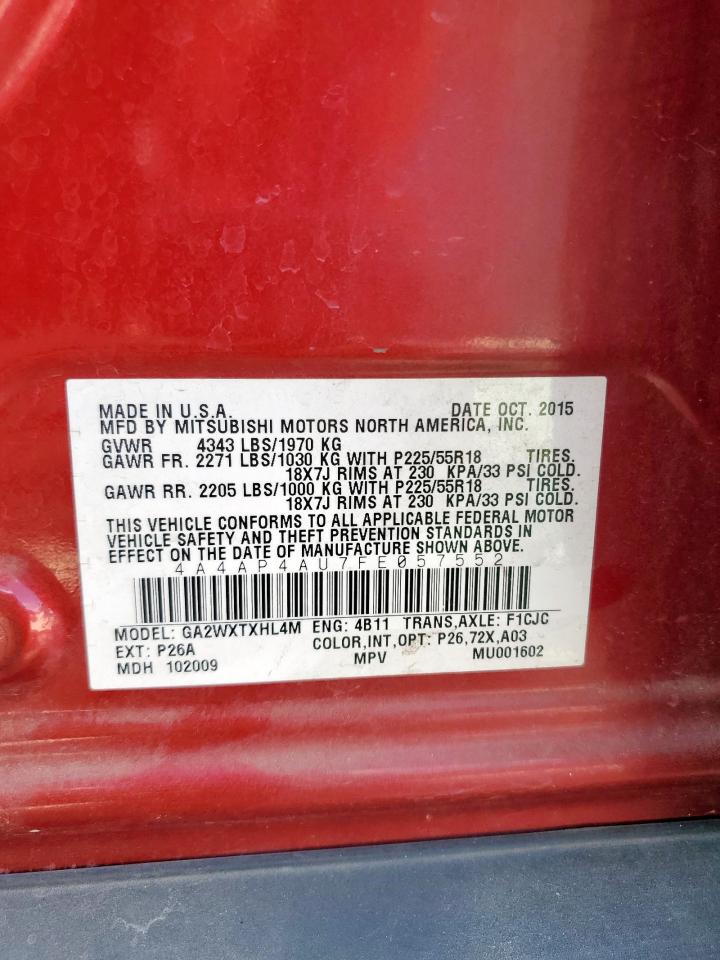 MADE IN U.S.A. DATE OCT. 2015
MFD BY MITSUBISHI MOTORS NORTH AMERICA, INC.
GVWR 4343 LBS/1970 KG
GAWR FR. 2271 LBS/1030 KG WITH P225/55R18 TIRES.
18X7J RIMS AT 230 KPA/33 PSI COLD.
GAWR RR. 2205 LBS/1000 KG WITH P225/55R18 TIRES.
18X7J RIMS AT 230 KPA/33 PSI COLD.
THIS VEHICLE CONFORMS TO ALL APPLICABLE FEDERAL MOTOR
VEHICLE SAFETY AND THEFT PREVENTION STANDARDS IN
EFFECT ON THE DATE OF MANUFACTURE SHOWN ABOVE.
4A4AP4AU7FE057552
MODEL: GA2WXTXHL4M ENG: 4B11 TRANS,AXLE: F1CJC
EXT: P26A COLOR,INT,OPT: P26,72X,A03
MDH 102009 MPV MU001602